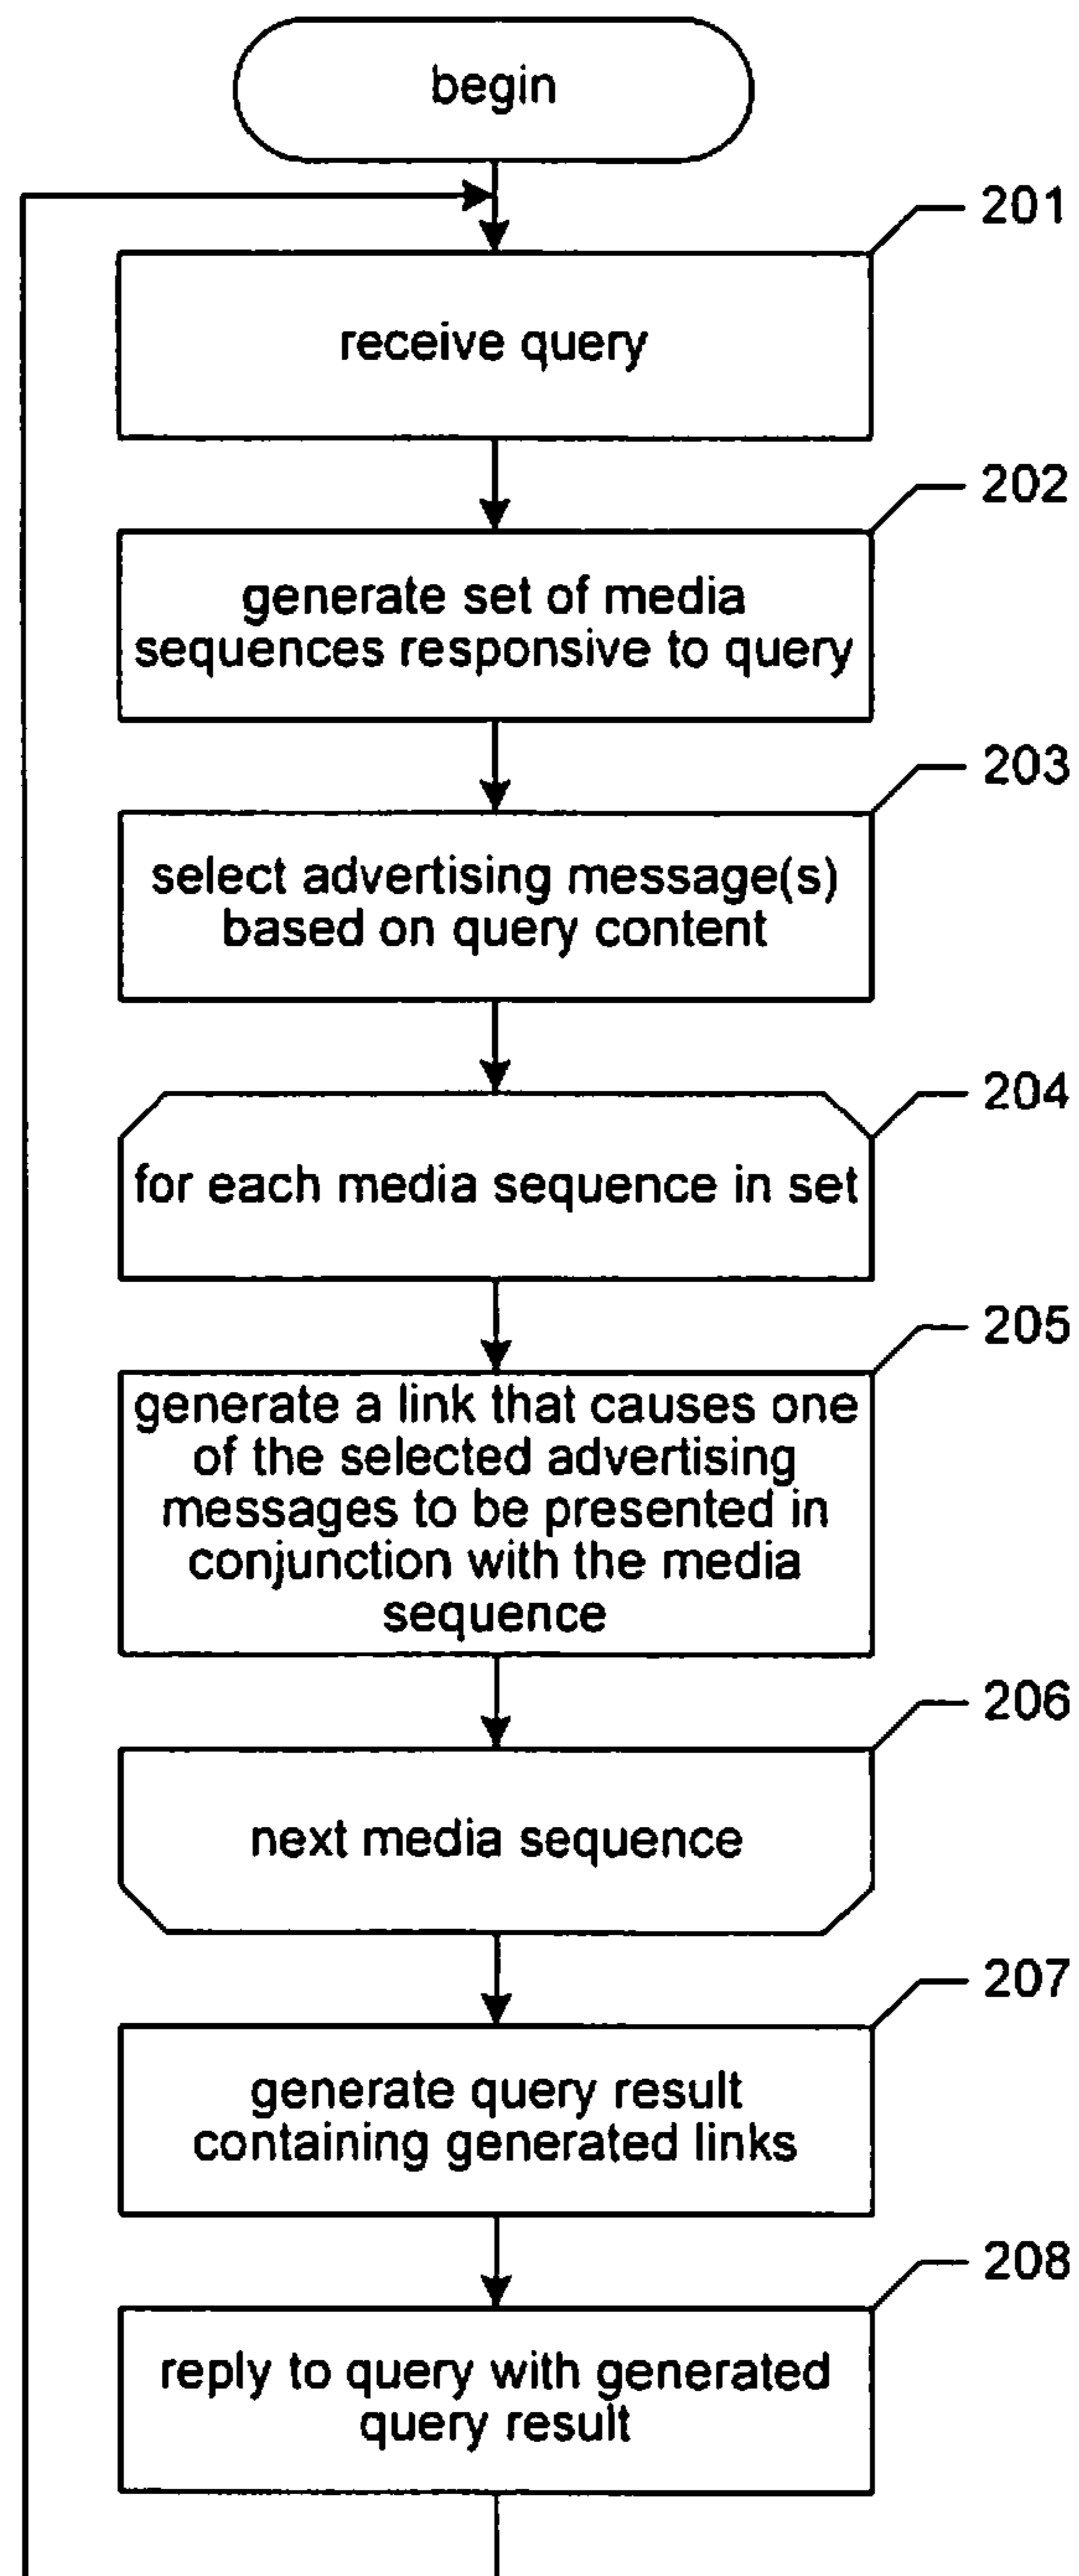 begin
201
receive query
202
generate set of media
sequences responsive to query
203
select advertising message(s)
based on query content
204
for each media sequence in set
205
generate a link that causes one
of the selected advertising
messages to be presented in
conjunction with the media
sequence
206
next media sequence
207
generate query result
containing generated links
208
reply to query with generated
query result